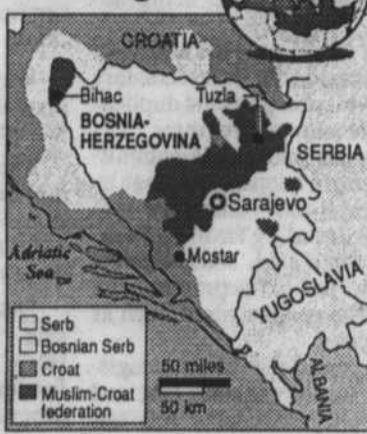 CROATIA
Bihac
Tuzla
BOSNIA-
HERZEGOVINA
SERBIA
Sarajevo
Adriatic
Sea
Mostar
YUGOSLAVIA
ALBANIA
Serb
Bosnian Serb
Croat
Muslim-Croat
federation
50 miles
50 km